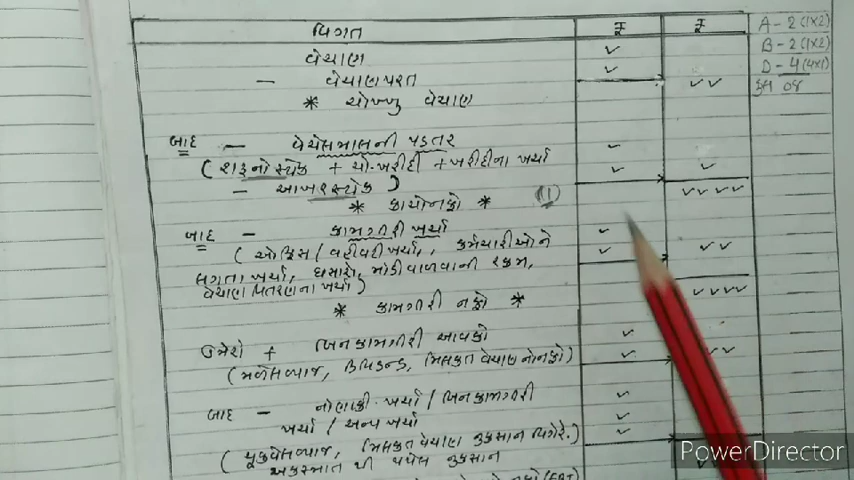 વિગત ₹ ₹
વેચાણ
— વેચાણપરત
* ચોખ્ખુ વેચાણ
બાદ — વેચેલમાલની પડતર
(શરૂનો સ્ટોક + ચો.ખરીદી + ખરીદીના ખર્ચા
— આખરસ્ટોક)
* કાચોનફો * (1)
બાદ — કામગીરી ખર્ચા
(ઓફિસ/વહીવટી ખર્ચા, કર્મચારીઓને
લગતા ખર્ચા, ઘસારો, માંડીવાળવાની રકમ,
વેચાણ વિતરણના ખર્ચા)
* કામગીરી નફો *
ઉમેરો + બિનકામગીરી આવકો
(મળેલવ્યાજ, ડિવિડન્ડ, મિલકત વેચાણ નોનફો)
બાદ — નાણાકી.ખર્ચા/બિનકામગીરી
ખર્ચા/અન્ય ખર્ચા
(ચૂકવેલવ્યાજ, મિલકત વેચાણ નુકસાન વિગેરે.)
અકસ્માત થી થયેલ નુકસાન
A - 2 (1×2)
B - 2 (1×2)
D - 4 (4×1)
કુલ 08
PowerDirector